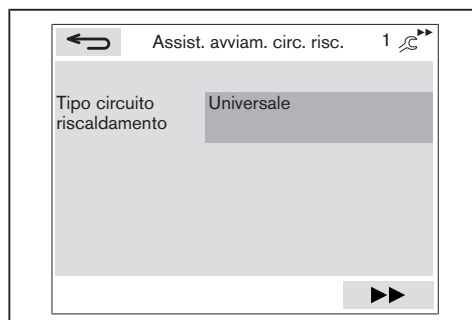 Assist. avviam. circ. risc. 1
Tipo circuito
riscaldamento
Universale